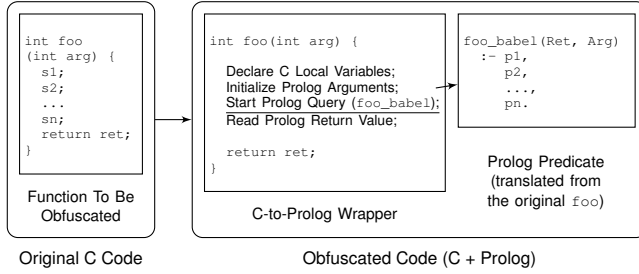 int foo
(int arg) {
s1;
s2;
...
sn;
return ret;
}
Function To Be
Obfuscated
Original C Code
int foo(int arg) {
Declare C Local Variables;
Initialize Prolog Arguments;
Start Prolog Query (foo_babel);
Read Prolog Return Value;
return ret;
}
C-to-Prolog Wrapper
foo_babel(Ret, Arg)
:- p1,
p2,
...,
pn.
Prolog Predicate
(translated from
the original foo)
Obfuscated Code (C + Prolog)